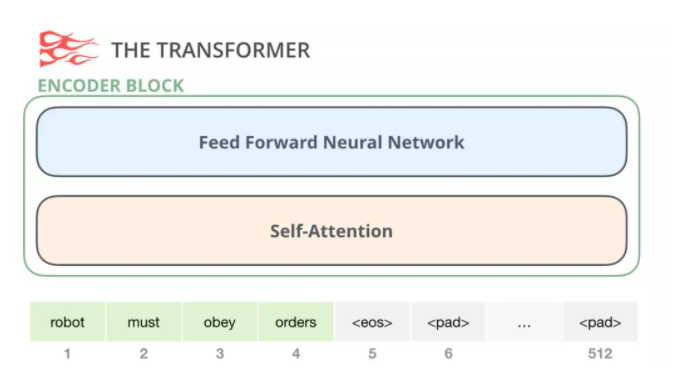 THE TRANSFORMER
ENCODER BLOCK
Feed Forward Neural Network
Self-Attention
robot must obey orders <eos> <pad> ... <pad>
1 2 3 4 5 6 512